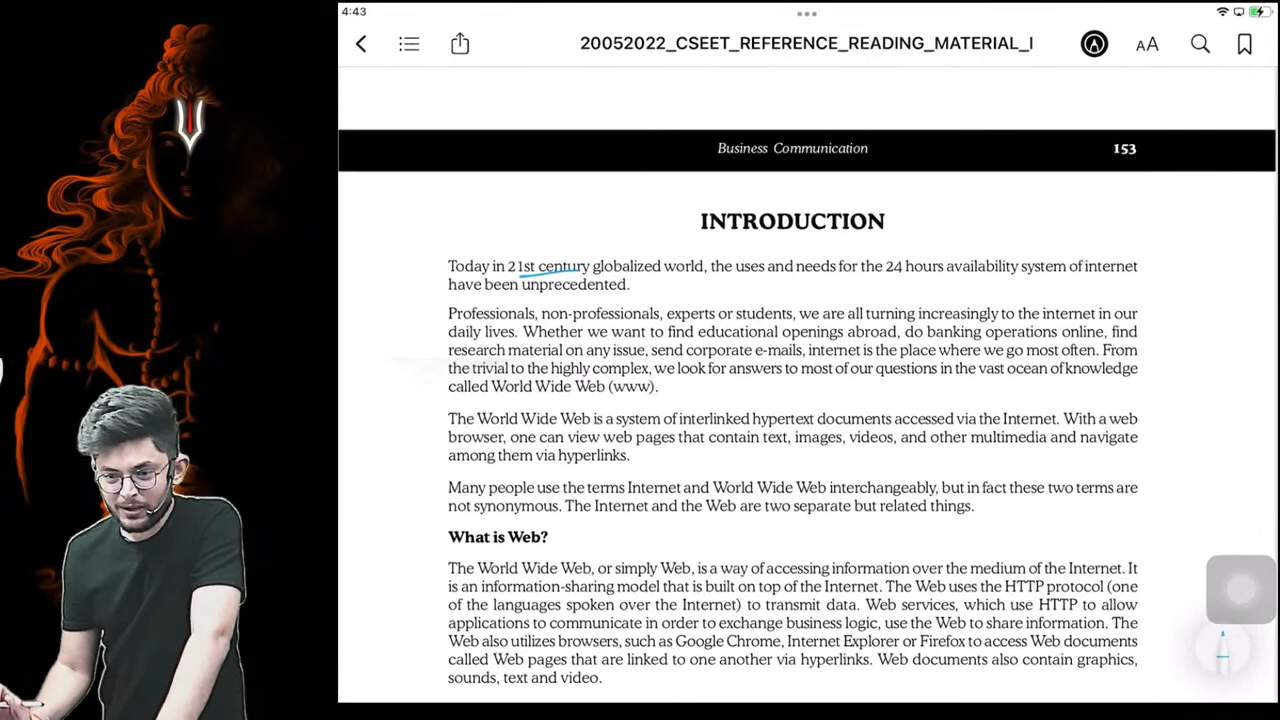 4:43
20052022_CSEET_REFERENCE_READING_MATERIAL_I
AA
Business Communication 153
INTRODUCTION
Today in 21st century globalized world, the uses and needs for the 24 hours availability system of internet
have been unprecedented.
Professionals, non-professionals, experts or students, we are all turning increasingly to the internet in our
daily lives. Whether we want to find educational openings abroad, do banking operations online, find
research material on any issue, send corporate e-mails, internet is the place where we go most often. From
the trivial to the highly complex, we look for answers to most of our questions in the vast ocean of knowledge
called World Wide Web (www).
The World Wide Web is a system of interlinked hypertext documents accessed via the Internet. With a web
browser, one can view web pages that contain text, images, videos, and other multimedia and navigate
among them via hyperlinks.
Many people use the terms Internet and World Wide Web interchangeably, but in fact these two terms are
not synonymous. The Internet and the Web are two separate but related things.
What is Web?
The World Wide Web, or simply Web, is a way of accessing information over the medium of the Internet. It
is an information-sharing model that is built on top of the Internet. The Web uses the HTTP protocol (one
of the languages spoken over the Internet) to transmit data. Web services, which use HTTP to allow
applications to communicate in order to exchange business logic, use the Web to share information. The
Web also utilizes browsers, such as Google Chrome, Internet Explorer or Firefox to access Web documents
called Web pages that are linked to one another via hyperlinks. Web documents also contain graphics,
sounds, text and video.